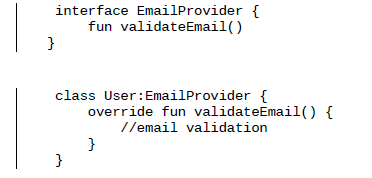 interface EmailProvider {
    fun validateEmail()
}
class User:EmailProvider {
    override fun validateEmail() {
        //email validation
    }
}